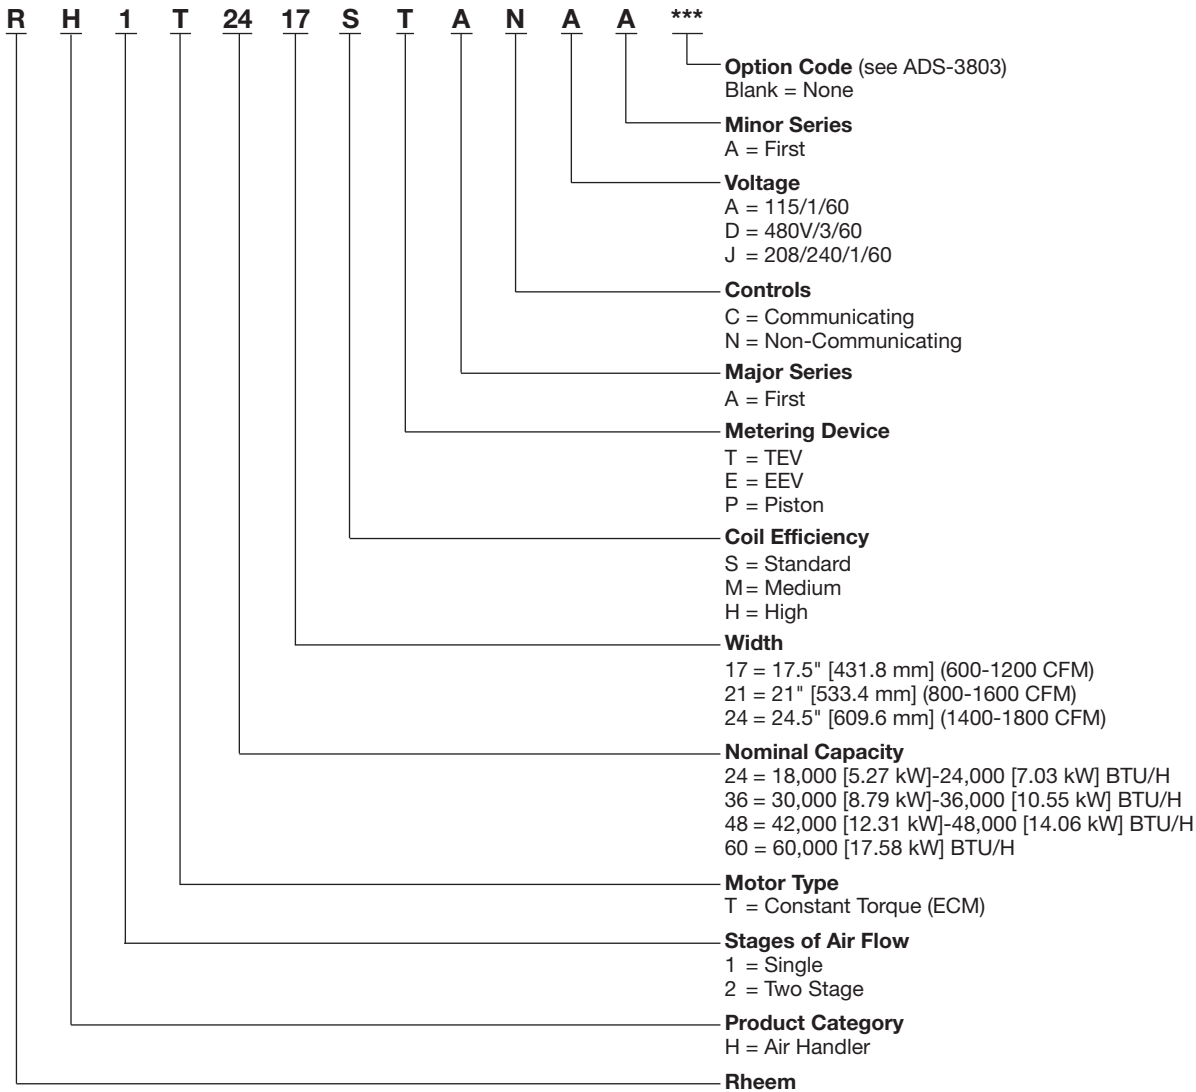 R H 1 T 24 17 S T A N A A ***
Option Code (see ADS-3803)
Blank = None
Minor Series
A = First
Voltage
A = 115/1/60
D = 480V/3/60
J = 208/240/1/60
Controls
C = Communicating
N = Non-Communicating
Major Series
A = First
Metering Device
T = TEV
E = EEV
P = Piston
Coil Efficiency
S = Standard
M = Medium
H = High
Width
17 = 17.5" [431.8 mm] (600-1200 CFM)
21 = 21" [533.4 mm] (800-1600 CFM)
24 = 24.5" [609.6 mm] (1400-1800 CFM)
Nominal Capacity
24 = 18,000 [5.27 kW]-24,000 [7.03 kW] BTU/H
36 = 30,000 [8.79 kW]-36,000 [10.55 kW] BTU/H
48 = 42,000 [12.31 kW]-48,000 [14.06 kW] BTU/H
60 = 60,000 [17.58 kW] BTU/H
Motor Type
T = Constant Torque (ECM)
Stages of Air Flow
1 = Single
2 = Two Stage
Product Category
H = Air Handler
Rheem